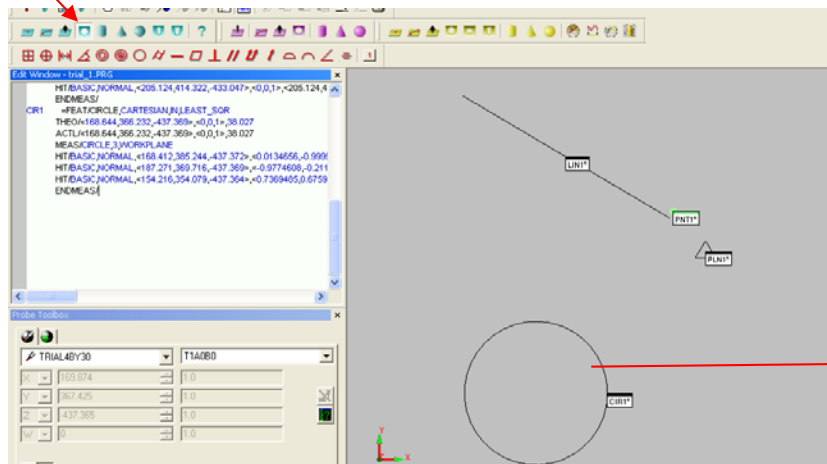 Edit Window - trial_1.PRG
HIT/BASIC,NORMAL,<205.124,414.322,-433.047>,<0,0,1>,<205.124,4
ENDMEAS/
CIR1 =FEAT/CIRCLE,CARTESIAN,IN,LEAST_SQR
THEO/<168.644,366.232,-437.369>,<0,0,1>,38.027
ACTL/<168.644,366.232,-437.369>,<0,0,1>,38.027
MEAS/CIRCLE,3,WORKPLANE
HIT/BASIC,NORMAL,<168.412,385.244,-437.372>,<0.0134656,-0.9999
HIT/BASIC,NORMAL,<187.271,369.716,-437.369>,<-0.9774608,-0.211
HIT/BASIC,NORMAL,<154.216,354.079,-437.364>,<0.7369485,0.6759
ENDMEAS/
LIN1*
PNT1*
PLN1*
CIR1*
Probe Toolbox
TRIAL4BY30 T1A0B0
X 169.874 1.0
Y 367.425 1.0
Z -437.365 1.0
W 0 1.0
Y
Z X